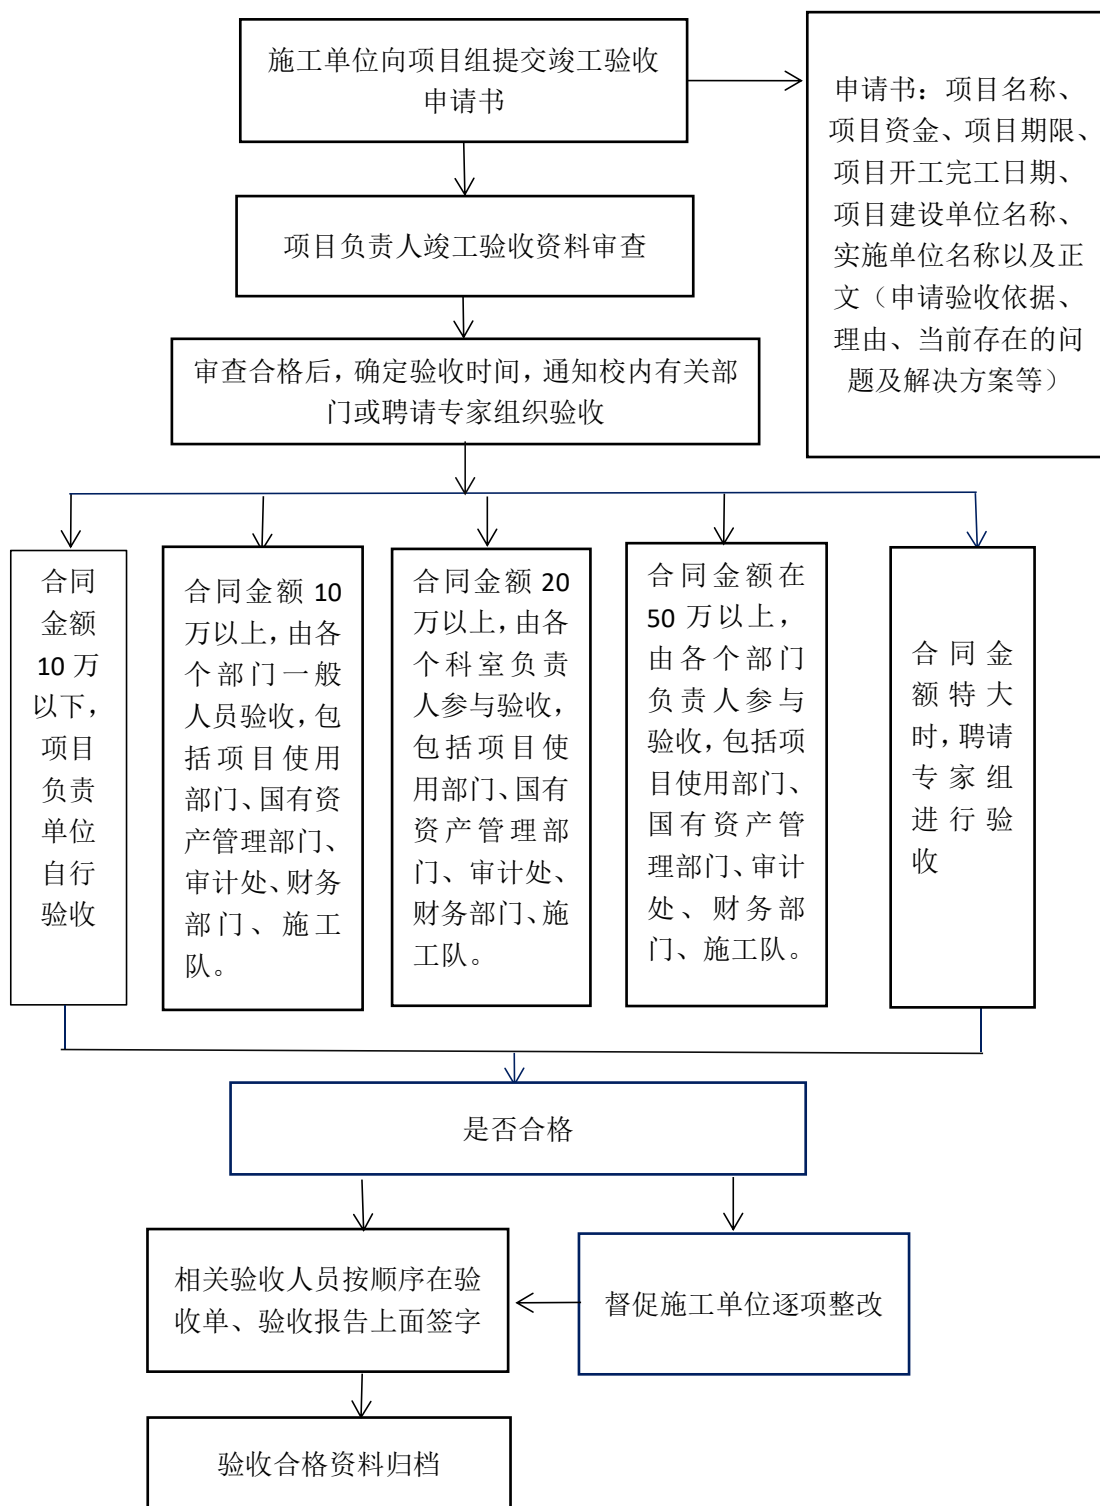 施工单位向项目组提交竣工验收
申请书
申请书：项目名称、
项目资金、项目期限、
项目开工完工日期、
项目建设单位名称、
实施单位名称以及正
文（申请验收依据、
理由、当前存在的问
题及解决方案等）
项目负责人竣工验收资料审查
审查合格后，确定验收时间，通知校内有关部
门或聘请专家组织验收
合同
金额
10 万
以下，
项目
负责
单位
自行
验收
合同金额 10
万以上，由各
个部门一般
人员验收，包
括项目使用
部门、国有资
产管理部门、
审计处、财务
部门、施工
队。
合同金额 20
万以上，由各
个科室负责
人参与验收，
包括项目使
用部门、国有
资产管理部
门、审计处、
财务部门、施
工队。
合同金额在
50 万以上，
由各个部门
负责人参与
验收，包括项
目使用部门、
国有资产管
理部门、审计
处、财务部
门、施工队。
合同金
额特大
时，聘请
专家组
进行验
收
是否合格
相关验收人员按顺序在验
收单、验收报告上面签字
督促施工单位逐项整改
验收合格资料归档